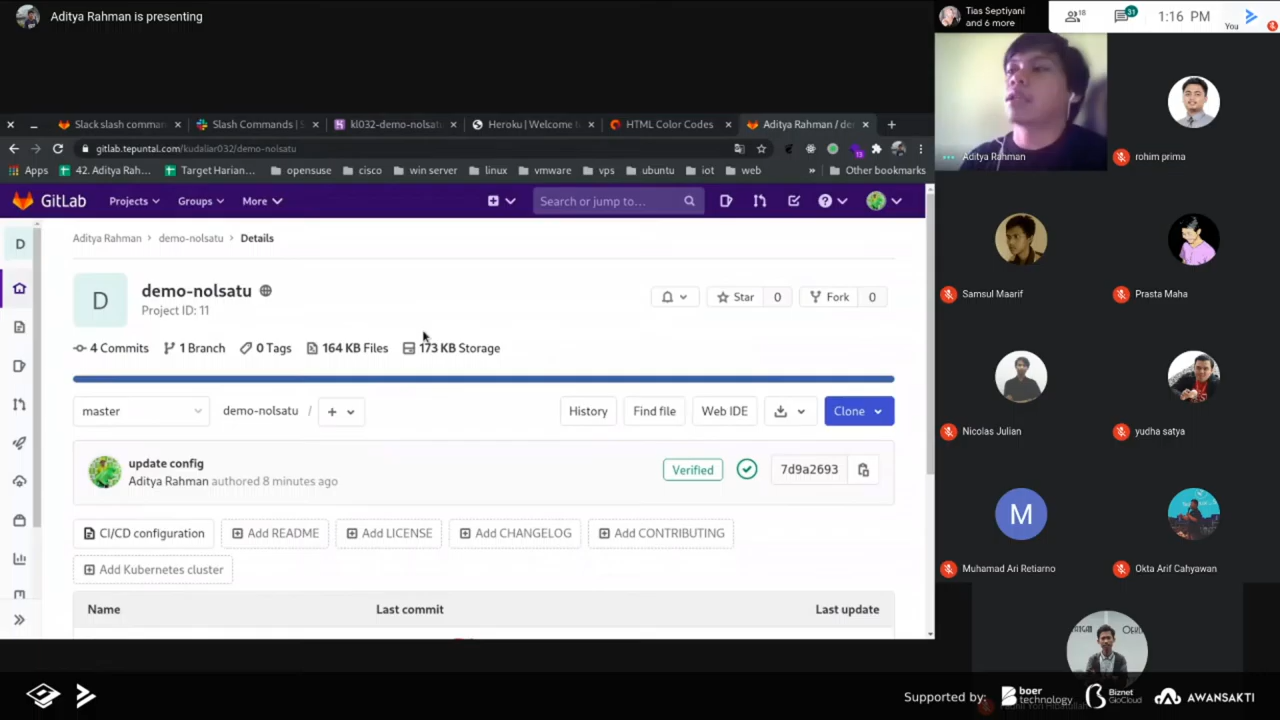 Aditya Rahman is presenting
Tias Septiyani
and 6 more
18
31
1:16 PM
You
Slack slash comman
Slash Commands | S
kl032-demo-nolsatu
Heroku | Welcome t
HTML Color Codes
Aditya Rahman / de
gitlab.tepuntal.com/kudaliar032/demo-nolsatu
Apps
42. Aditya Rah...
Target Harian...
opensuse
cisco
win server
linux
vmware
vps
ubuntu
iot
web
Other bookmarks
GitLab
Projects
Groups
More
Search or jump to...
Aditya Rahman > demo-nolsatu > Details
D
D
demo-nolsatu
Project ID: 11
Star 0
Fork 0
4 Commits
1 Branch
0 Tags
164 KB Files
173 KB Storage
master
demo-nolsatu / +
History
Find file
Web IDE
Clone
update config
Aditya Rahman authored 8 minutes ago
Verified
7d9a2693
CI/CD configuration
Add README
Add LICENSE
Add CHANGELOG
Add CONTRIBUTING
Add Kubernetes cluster
Name
Last commit
Last update
Aditya Rahman
rohim prima
Samsul Maarif
Prasta Maha
Nicolas Julian
yudha satya
M
Muhamad Ari Retiarno
Okta Arif Cahyawan
Supported by:
boer
technology
Biznet
GioCloud
AWANSAKTI